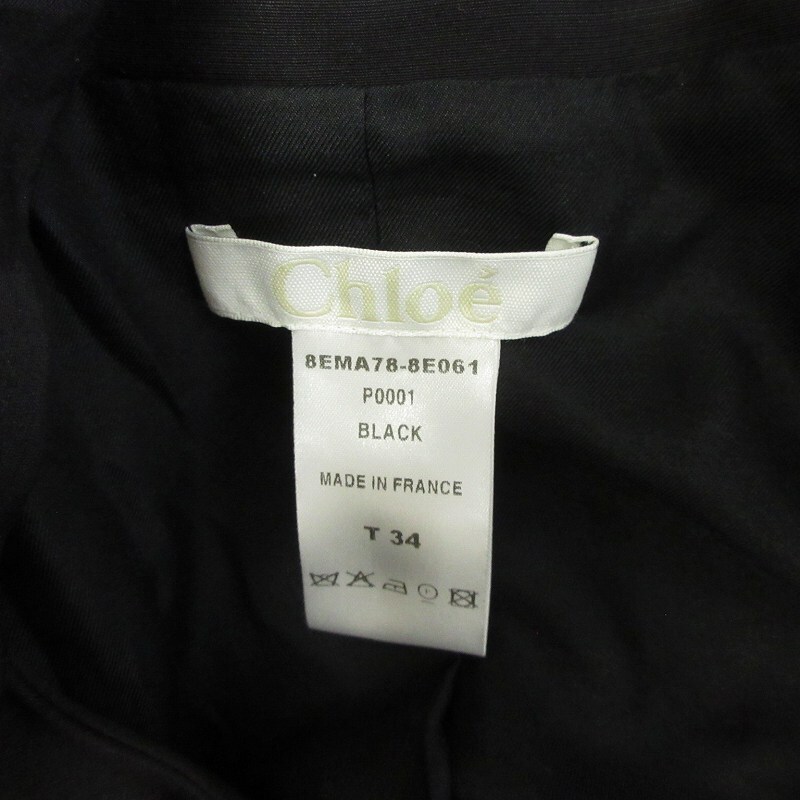 Chloé
8EMA78-8E061
P0001
BLACK
MADE IN FRANCE
T 34